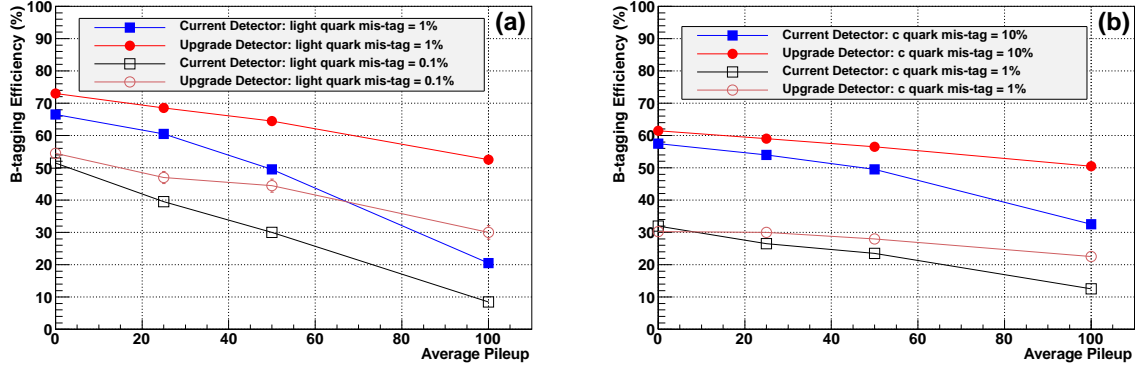 (a)
Current Detector: light quark mis-tag = 1%
Upgrade Detector: light quark mis-tag = 1%
Current Detector: light quark mis-tag = 0.1%
Upgrade Detector: light quark mis-tag = 0.1%
B-tagging Efficiency (%)
100
90
80
70
60
50
40
30
20
10
0
0 20 40 60 80 100
Average Pileup
(b)
Current Detector: c quark mis-tag = 10%
Upgrade Detector: c quark mis-tag = 10%
Current Detector: c quark mis-tag = 1%
Upgrade Detector: c quark mis-tag = 1%
B-tagging Efficiency (%)
100
90
80
70
60
50
40
30
20
10
0
0 20 40 60 80 100
Average Pileup